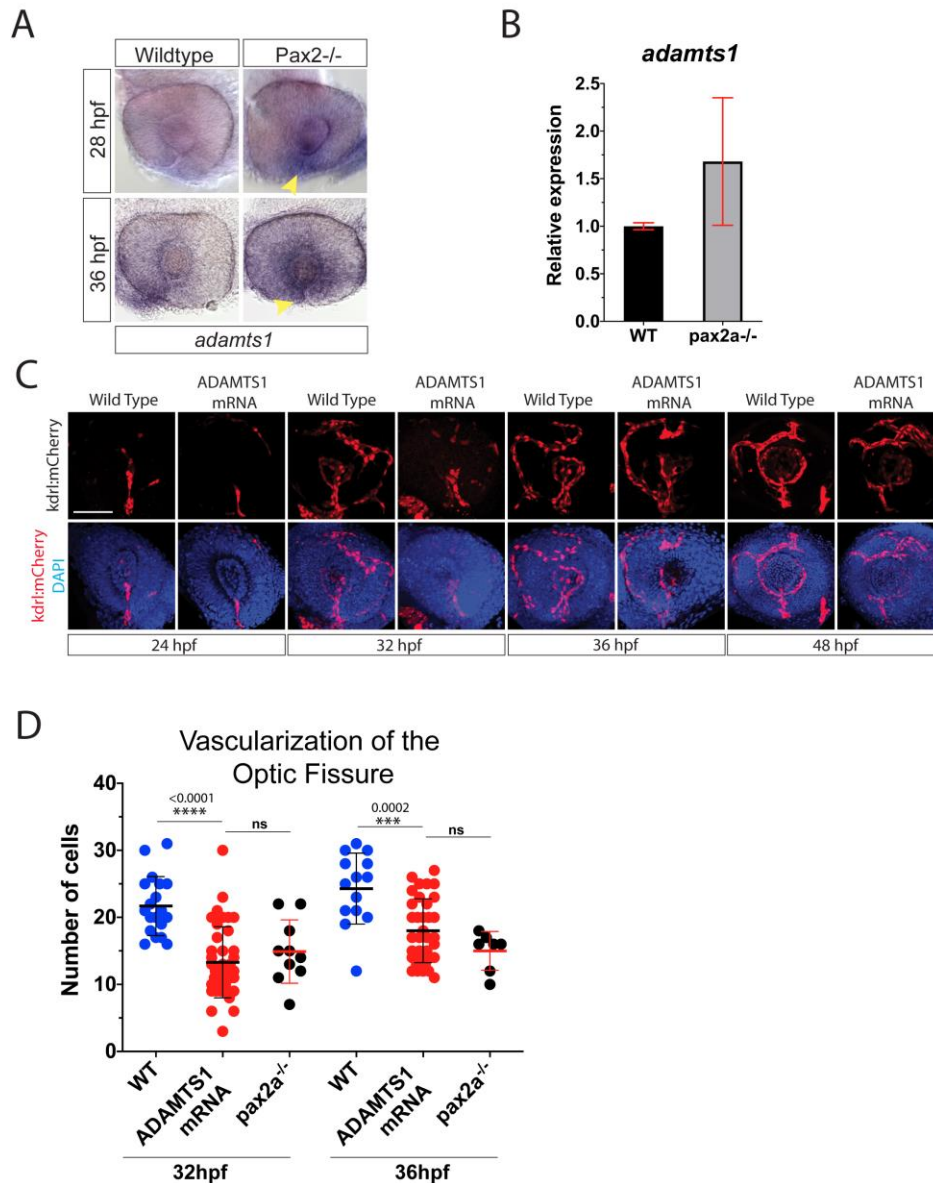 A
Wildtype
Pax2-/-
28 hpf
36 hpf
adamts1
B
adamts1
Relative expression
2.5
2.0
1.5
1.0
0.5
0.0
WT
pax2a-/-
C
Wild Type
ADAMTS1
mRNA
Wild Type
ADAMTS1
mRNA
Wild Type
ADAMTS1
mRNA
Wild Type
ADAMTS1
mRNA
kdrl:mCherry
kdrl:mCherry
DAPI
24 hpf
32 hpf
36 hpf
48 hpf
D
Vascularization of the
Optic Fissure
Number of cells
40
30
20
10
0
<0.0001
****
ns
0.0002
***
ns
WT
ADAMTS1
mRNA
pax2a-/-
WT
ADAMTS1
mRNA
pax2a-/-
32hpf
36hpf